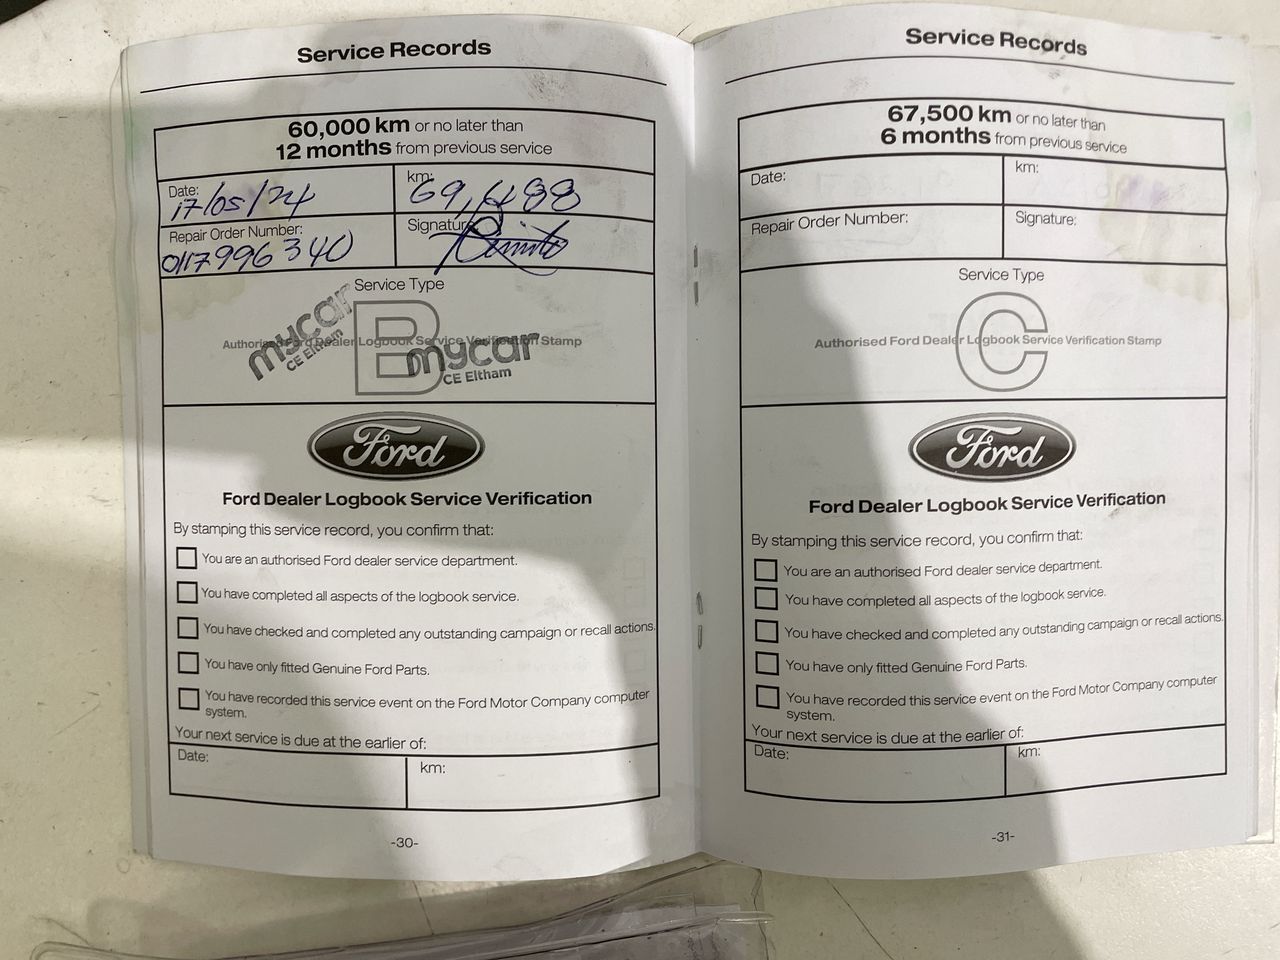 Service Records
60,000 km or no later than
12 months from previous service
Date:
17/05/24
km:
69,488
Repair Order Number:
0117996340
Signature:
Service Type
B
Authorised Ford Dealer Logbook Service Verification Stamp
mycar
CE Eltham
mycar
CE Eltham
Ford
Ford Dealer Logbook Service Verification
By stamping this service record, you confirm that:
You are an authorised Ford dealer service department.
You have completed all aspects of the logbook service.
You have checked and completed any outstanding campaign or recall actions.
You have only fitted Genuine Ford Parts.
You have recorded this service event on the Ford Motor Company computer
system.
Your next service is due at the earlier of:
Date:
km:
-30-
Service Records
67,500 km or no later than
6 months from previous service
Date:
km:
Repair Order Number:
Signature:
Service Type
C
Authorised Ford Dealer Logbook Service Verification Stamp
Ford
Ford Dealer Logbook Service Verification
By stamping this service record, you confirm that:
You are an authorised Ford dealer service department.
You have completed all aspects of the logbook service.
You have checked and completed any outstanding campaign or recall actions.
You have only fitted Genuine Ford Parts.
You have recorded this service event on the Ford Motor Company computer
system.
Your next service is due at the earlier of:
Date:
km:
-31-